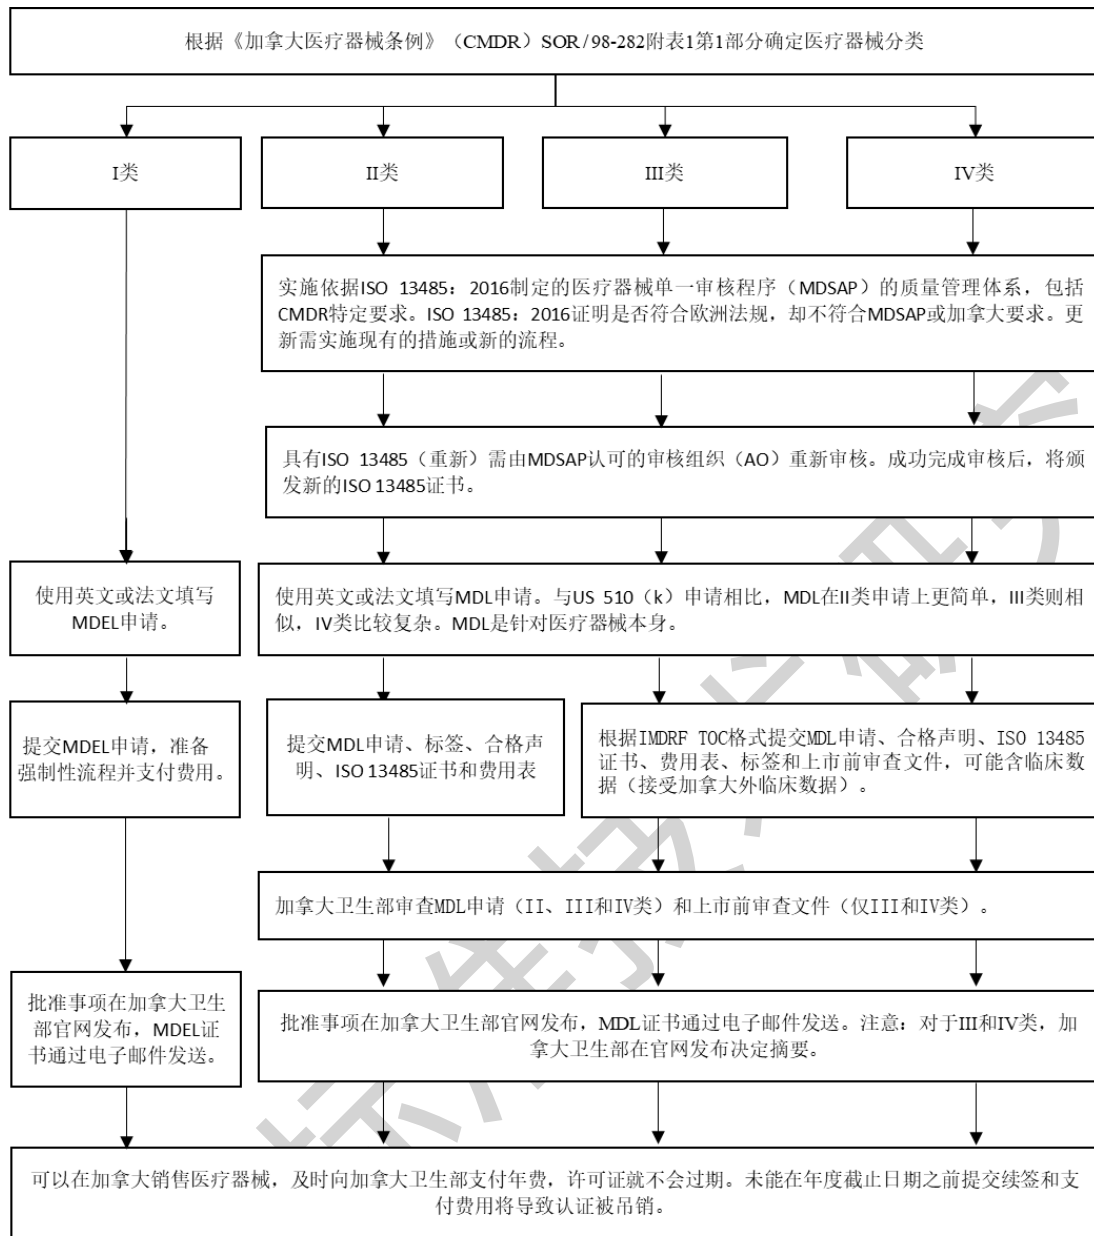 根据《加拿大医疗器械条例》（CMDR）SOR/98-282附表1第1部分确定医疗器械分类
I类
II类
III类
IV类
实施依据ISO 13485：2016制定的医疗器械单一审核程序（MDSAP）的质量管理体系，包括
CMDR特定要求。ISO 13485：2016证明是否符合欧洲法规，却不符合MDSAP或加拿大要求。更
新需实施现有的措施或新的流程。
具有ISO 13485（重新）需由MDSAP认可的审核组织（AO）重新审核。成功完成审核后，将颁
发新的ISO 13485证书。
使用英文或法文填写
MDEL申请。
使用英文或法文填写MDL申请。与US 510（k）申请相比，MDL在II类申请上更简单，III类则相
似，IV类比较复杂。MDL是针对医疗器械本身。
提交MDEL申请，准备
强制性流程并支付费用。
提交MDL申请、标签、合格声
明、ISO 13485证书和费用表
根据IMDRF TOC格式提交MDL申请、合格声明、ISO 13485
证书、费用表、标签和上市前审查文件，可能含临床数
据（接受加拿大外临床数据）。
加拿大卫生部审查MDL申请（II、III和IV类）和上市前审查文件（仅III和IV类）。
批准事项在加拿大卫生
部官网发布，MDEL证
书通过电子邮件发送。
批准事项在加拿大卫生部官网发布，MDL证书通过电子邮件发送。注意：对于III和IV类，加
拿大卫生部在官网发布决定摘要。
可以在加拿大销售医疗器械，及时向加拿大卫生部支付年费，许可证就不会过期。未能在年度截止日期之前提交续签和支
付费用将导致认证被吊销。